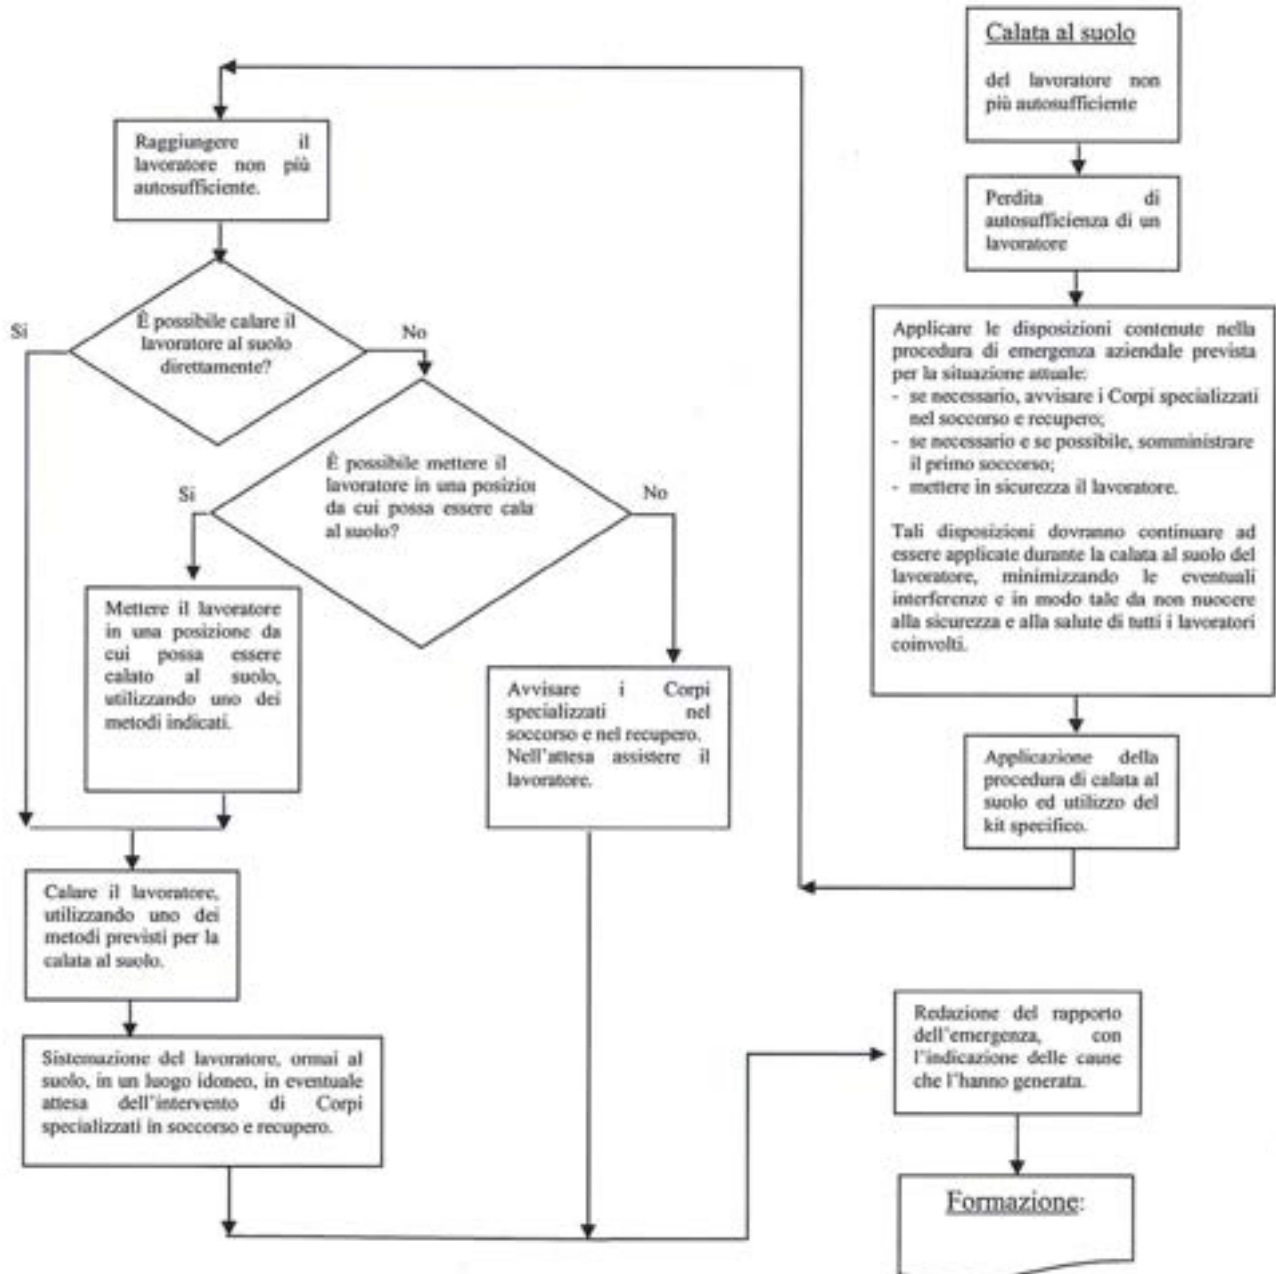 Calata al suolo
del lavoratore non
più autosufficiente
Perdita di
autosufficienza di un
lavoratore
Applicare le disposizioni contenute nella
procedura di emergenza aziendale prevista
per la situazione attuale:
- se necessario, avvisare i Corpi specializzati
nel soccorso e recupero;
- se necessario e se possibile, somministrare
il primo soccorso;
- mettere in sicurezza il lavoratore.
Tali disposizioni dovranno continuare ad
essere applicate durante la calata al suolo del
lavoratore, minimizzando le eventuali
interferenze e in modo tale da non nuocere
alla sicurezza e alla salute di tutti i lavoratori
coinvolti.
Applicazione della
procedura di calata al
suolo ed utilizzo del
kit specifico.
Raggiungere il
lavoratore non più
autosufficiente.
È possibile calare il
lavoratore al suolo
direttamente?
Si
No
È possibile mettere il
lavoratore in una posizion
da cui possa essere cala
al suolo?
Si
No
Mettere il lavoratore
in una posizione da
cui possa essere
calato al suolo,
utilizzando uno dei
metodi indicati.
Avvisare i Corpi
specializzati nel
soccorso e nel recupero.
Nell'attesa assistere il
lavoratore.
Calare il lavoratore,
utilizzando uno dei
metodi previsti per la
calata al suolo.
Sistemazione del lavoratore, ormai al
suolo, in un luogo idoneo, in eventuale
attesa dell'intervento di Corpi
specializzati in soccorso e recupero.
Redazione del rapporto
dell'emergenza, con
l'indicazione delle cause
che l'hanno generata.
Formazione: